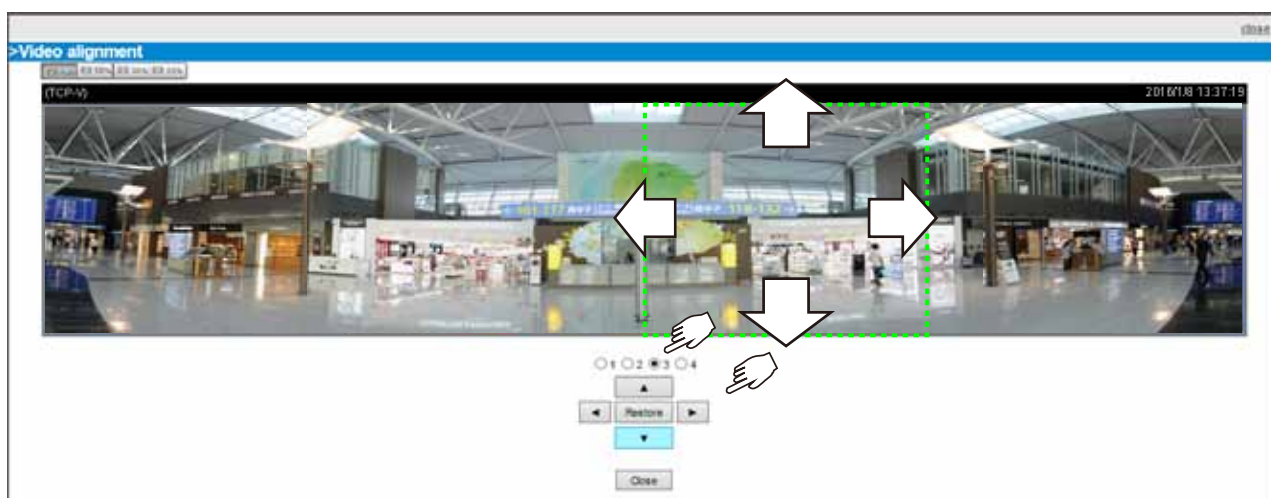 close
>Video alignment
(TCP-V) 2016/1/8 13:37:19
1 2 3 4
Restore
Close